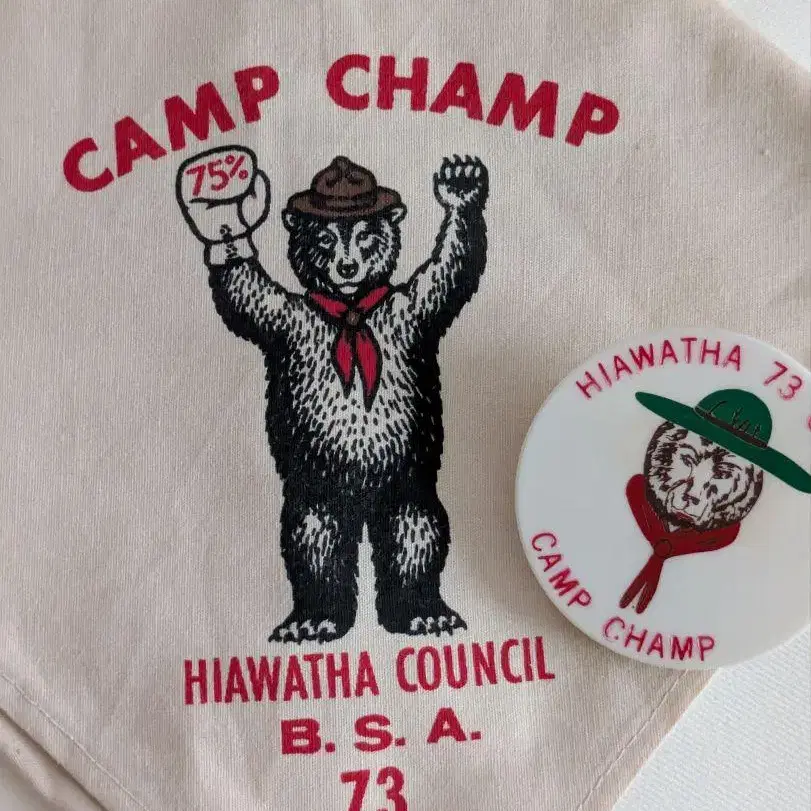 CAMP CHAMP
75%
HIAWATHA COUNCIL
B. S. A.
73
HIAWATHA 73
CAMP CHAMP